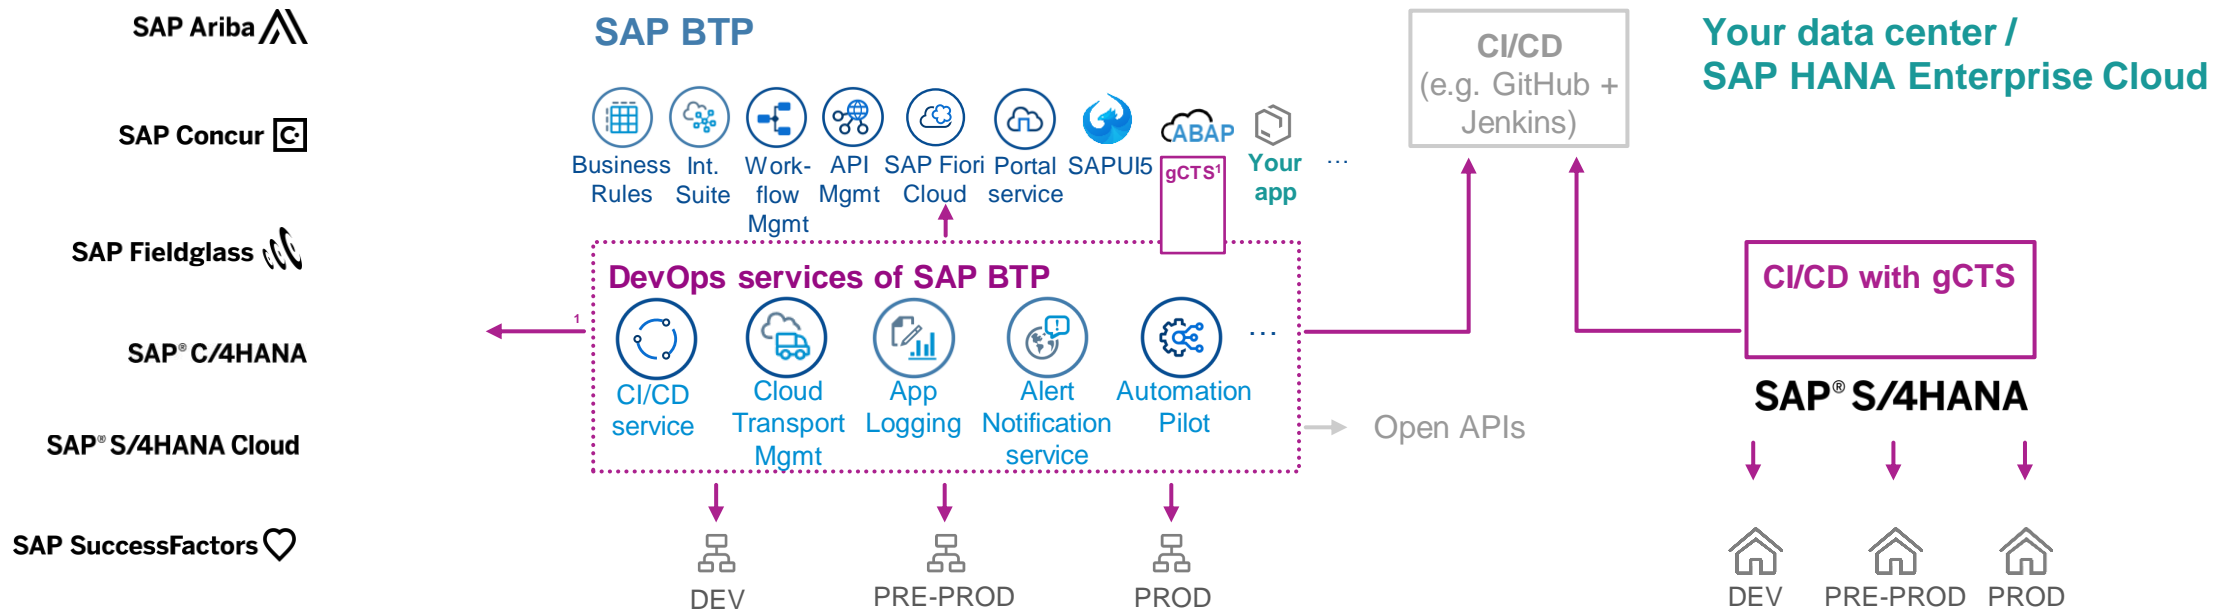 SAP Ariba
SAP Concur C·
SAP Fieldglass
SAP® C/4HANA
SAP® S/4HANA Cloud
SAP SuccessFactors
SAP BTP
Business
Rules
Int.
Suite
Work-
flow
Mgmt
API
Mgmt
SAP Fiori
Cloud
Portal
service
SAPUI5
ABAP
gCTS¹
Your
app
...
DevOps services of SAP BTP
1
CI/CD
service
Cloud
Transport
Mgmt
App
Logging
Alert
Notification
service
Automation
Pilot
...
DEV
PRE-PROD
PROD
CI/CD
(e.g. GitHub +
Jenkins)
Open APIs
Your data center /
SAP HANA Enterprise Cloud
CI/CD with gCTS
SAP® S/4HANA
DEV
PRE-PROD
PROD